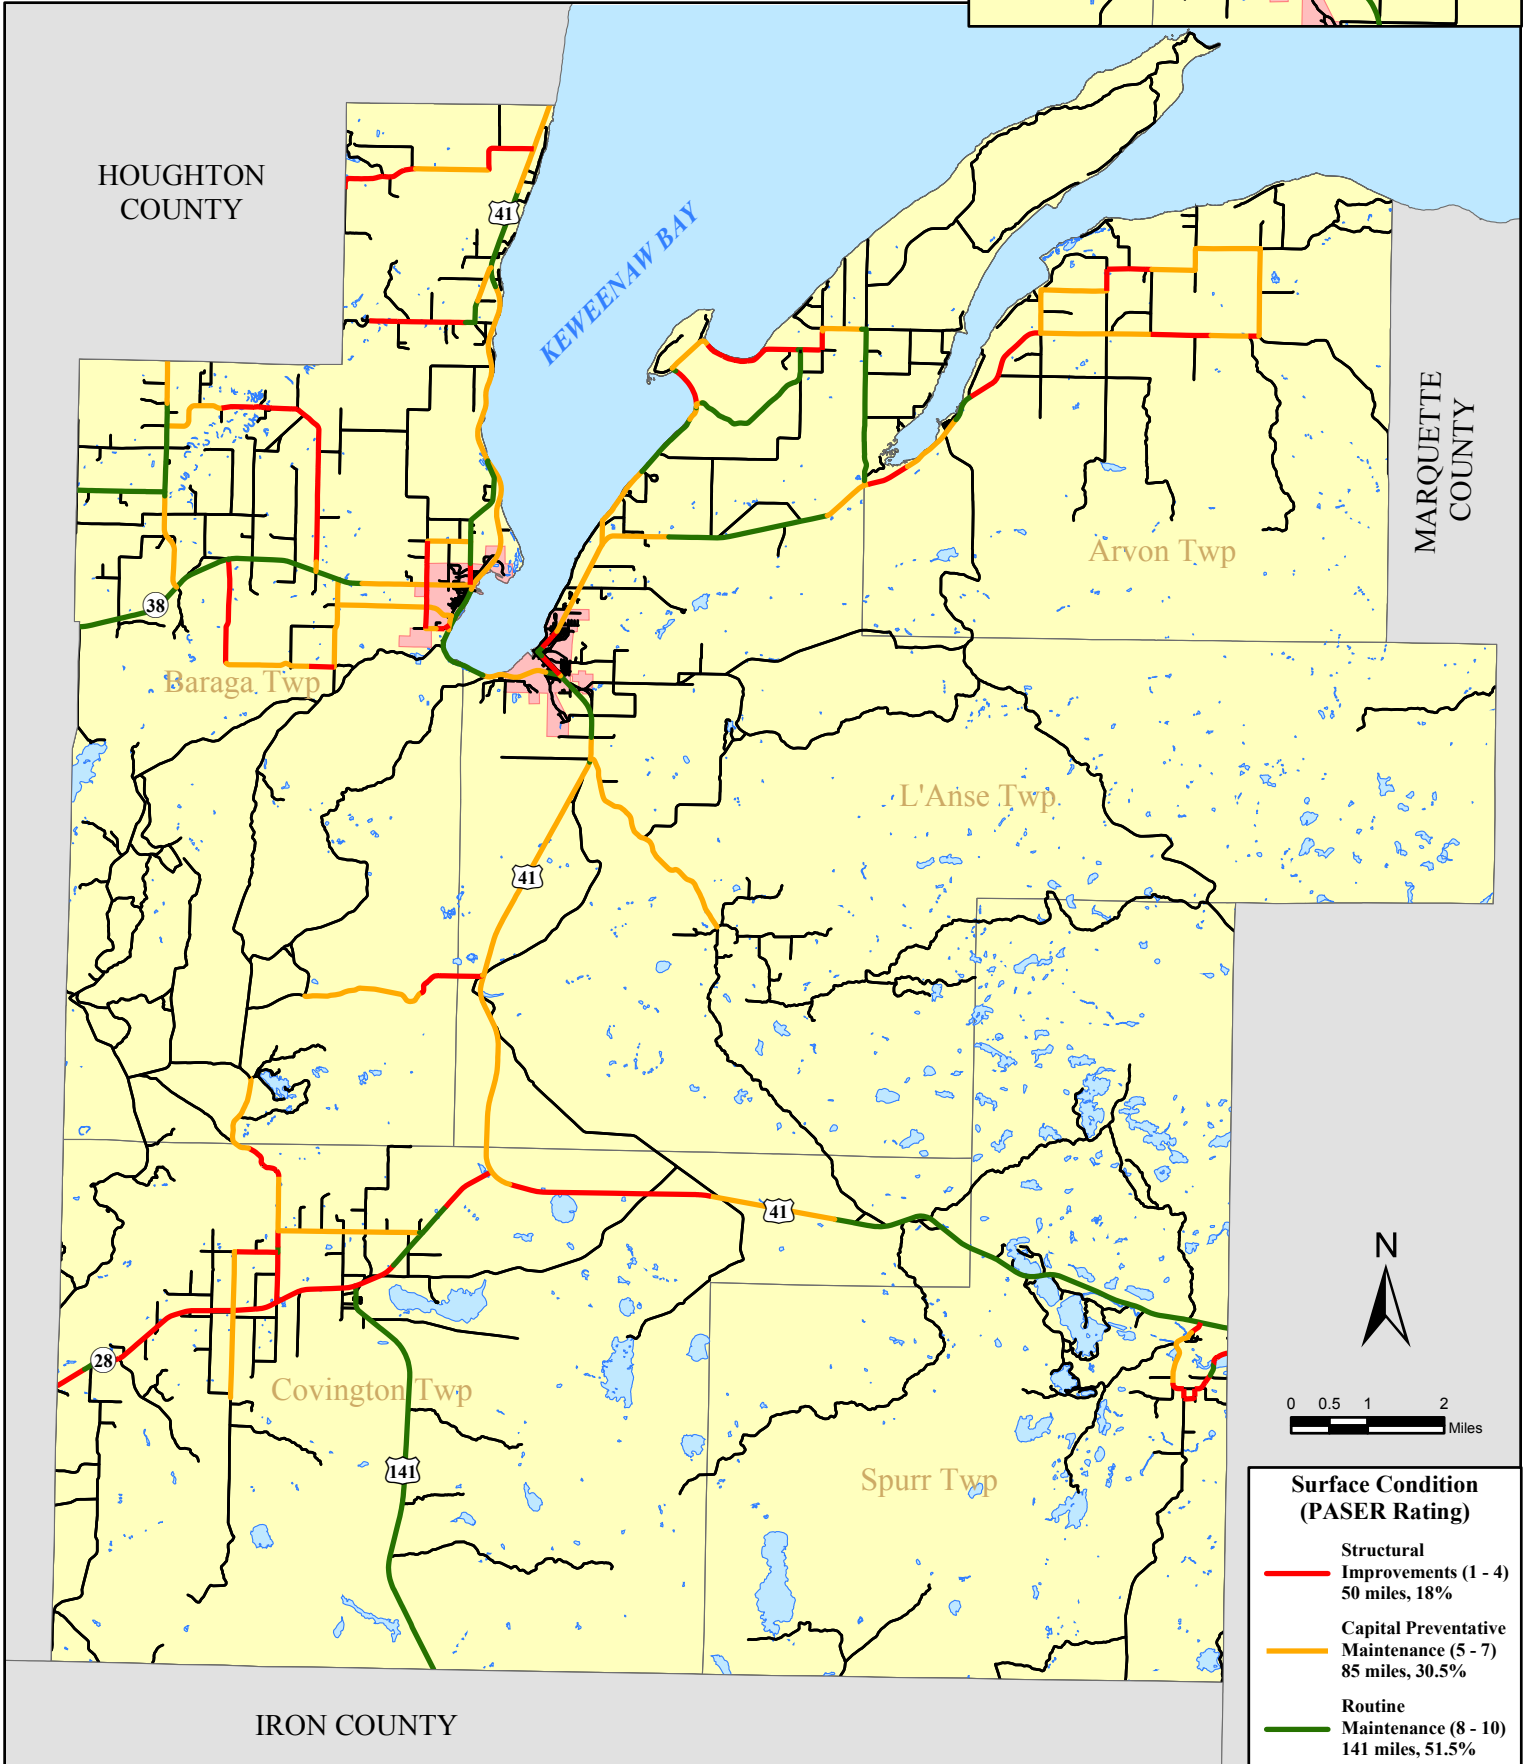 HOUGHTON
COUNTY
41
KEWEENAW BAY
MARQUETTE
COUNTY
Arvon Twp
38
Baraga Twp
L'Anse Twp
41
41
N
28
Covington Twp
0 0.5 1 2
Miles
141
Spurr Twp
Surface Condition
(PASER Rating)
Structural
Improvements (1 - 4)
50 miles, 18%
Capital Preventative
Maintenance (5 - 7)
85 miles, 30.5%
Routine
Maintenance (8 - 10)
141 miles, 51.5%
IRON COUNTY